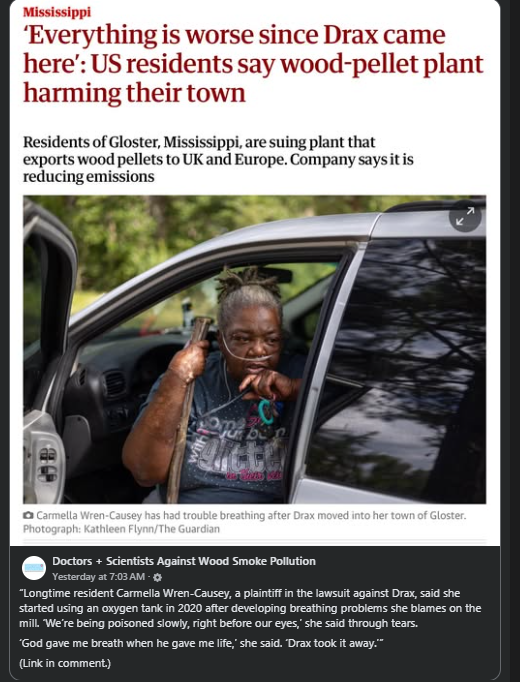 Mississippi
‘Everything is worse since Drax came
here’: US residents say wood-pellet plant
harming their town
Residents of Gloster, Mississippi, are suing plant that
exports wood pellets to UK and Europe. Company says it is
reducing emissions
Carmella Wren-Causey has had trouble breathing after Drax moved into her town of Gloster.
Photograph: Kathleen Flynn/The Guardian
Doctors + Scientists Against Wood Smoke Pollution
Yesterday at 7:03 AM ·
“Longtime resident Carmella Wren-Causey, a plaintiff in the lawsuit against Drax, said she
started using an oxygen tank in 2020 after developing breathing problems she blames on the
mill. ‘We’re being poisoned slowly, right before our eyes,’ she said through tears.
‘God gave me breath when he gave me life,’ she said. ‘Drax took it away.’”
(Link in comment.)